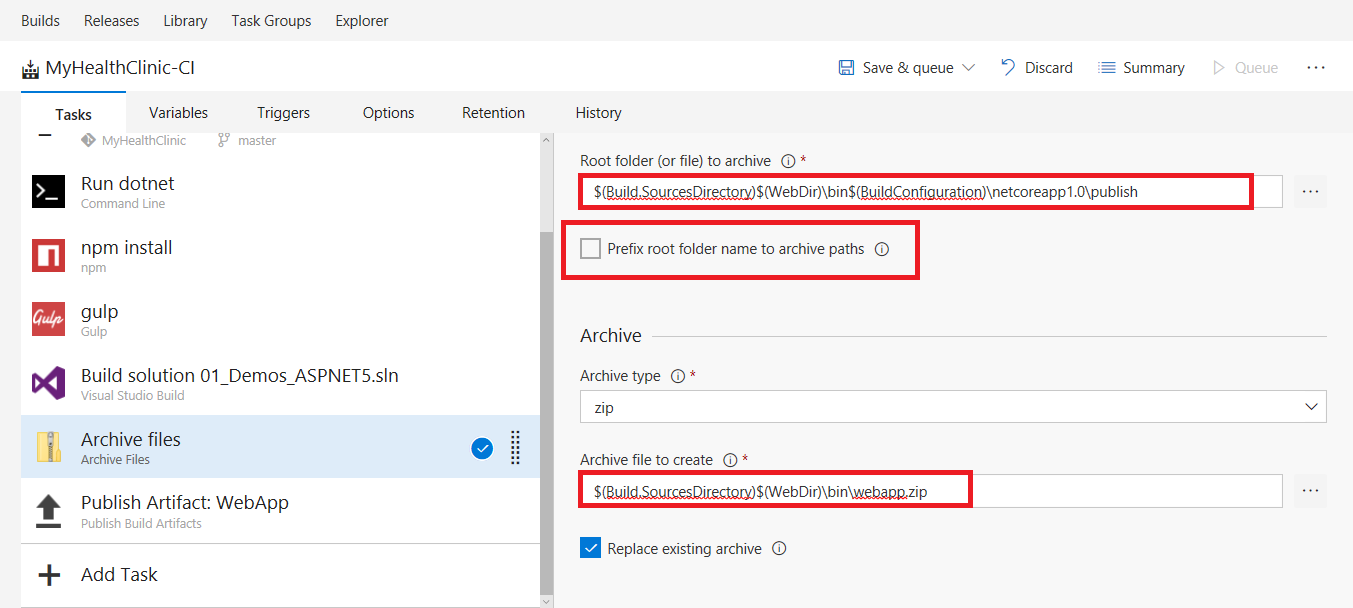 Builds Releases Library Task Groups Explorer
MyHealthClinic-CI Save & queue Discard Summary Queue ...
Tasks Variables Triggers Options Retention History
MyHealthClinic master
Run dotnet
Command Line
npm install
npm
gulp
Gulp
Gulp
Build solution 01_Demos_ASPNET5.sln
Visual Studio Build
Archive files
Archive Files
Publish Artifact: WebApp
Publish Build Artifacts
Add Task
Root folder (or file) to archive *
$(Build.SourcesDirectory)$(WebDir)\bin$(BuildConfiguration)\netcoreapp1.0\publish ...
Prefix root folder name to archive paths
Archive
Archive type *
zip
Archive file to create *
$(Build.SourcesDirectory)$(WebDir)\bin\webapp.zip ...
Replace existing archive